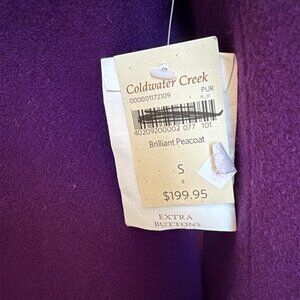 Coldwater Creek
000001172109 PUR
40209200002 077 101
Brilliant Peacoat
S
$199.95
EXTRA
BUTTONS